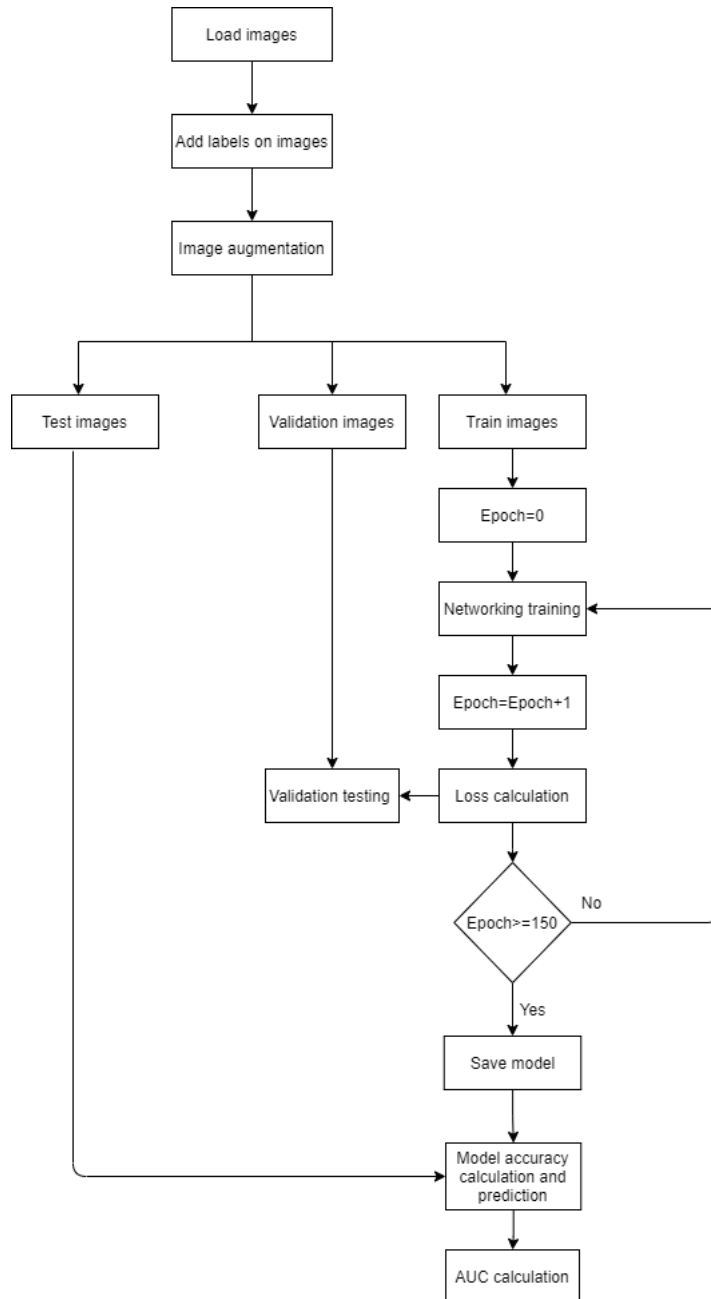 Load images
Add labels on images
Image augmentation
Test images
Validation images
Train images
Epoch=0
Networking training
Epoch=Epoch+1
Validation testing
Loss calculation
Epoch>=150
No
Yes
Save model
Model accuracy
calculation and
prediction
AUC calculation